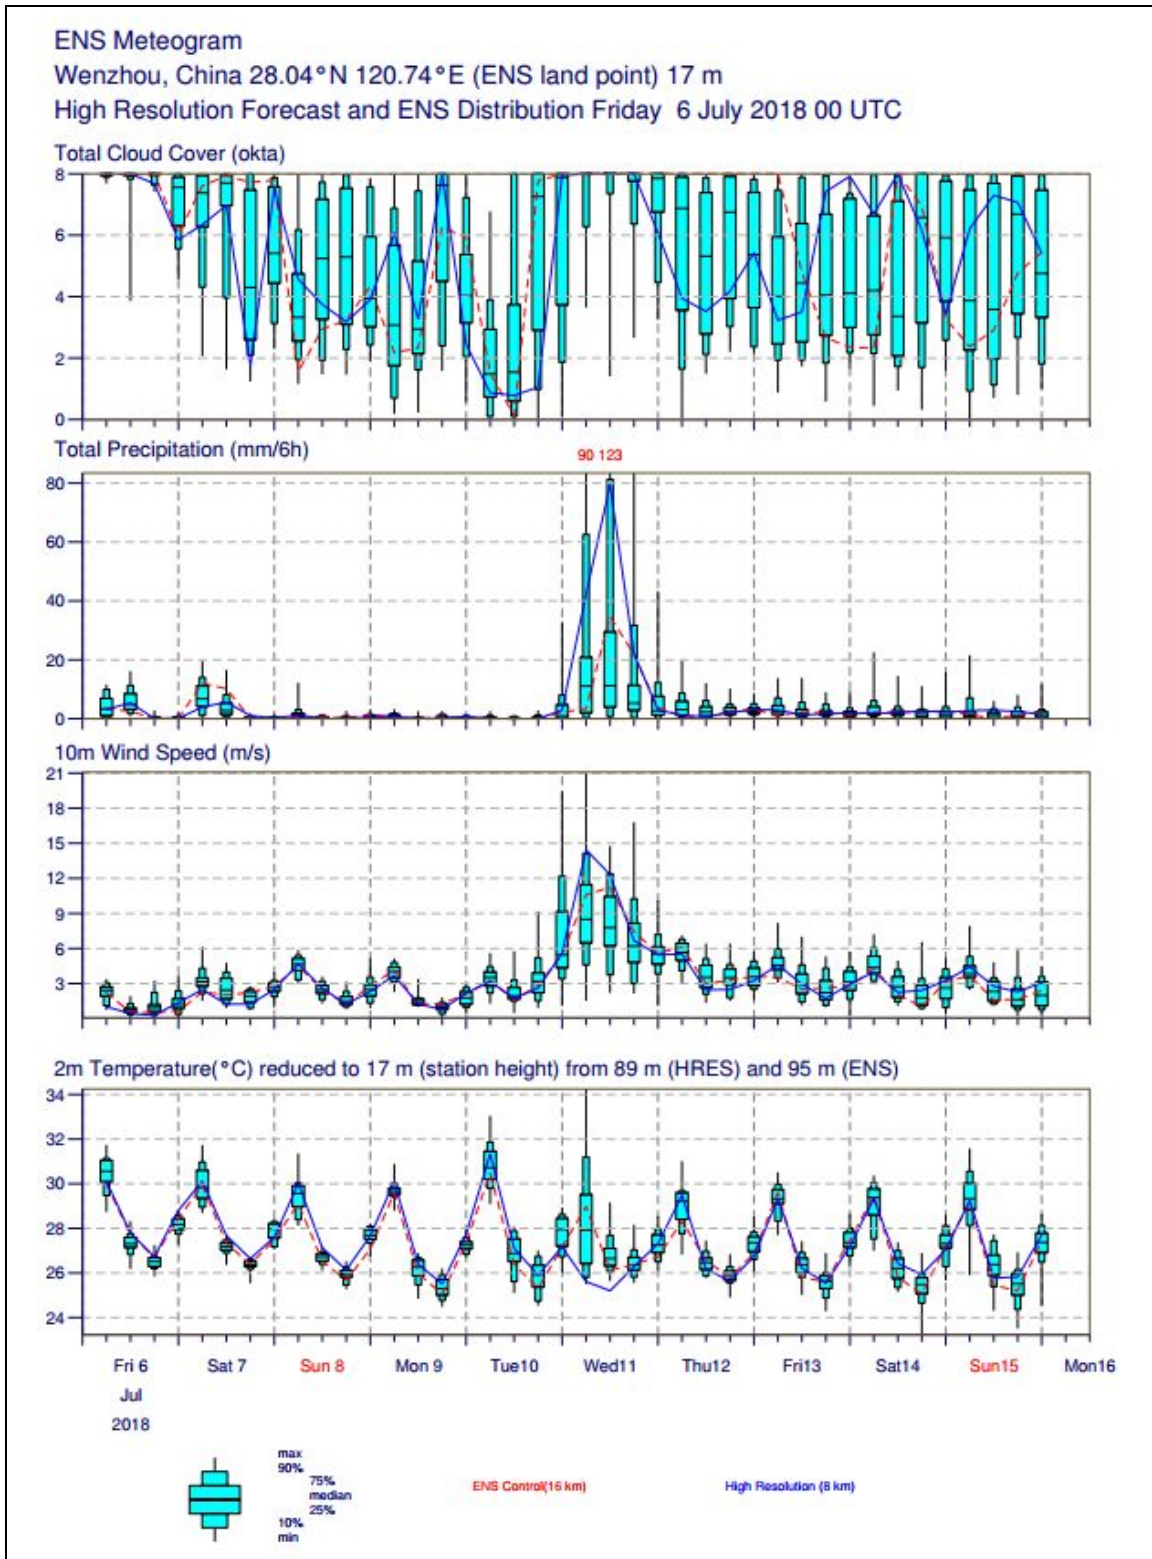 ENS Meteogram
Wenzhou, China 28.04°N 120.74°E (ENS land point) 17 m
High Resolution Forecast and ENS Distribution Friday 6 July 2018 00 UTC
Total Cloud Cover (okta)
8
6
4
2
0
Total Precipitation (mm/6h)
90 123
80
60
40
20
0
10m Wind Speed (m/s)
21
18
15
12
9
6
3
2m Temperature(°C) reduced to 17 m (station height) from 89 m (HRES) and 95 m (ENS)
34
32
30
28
26
24
Fri 6 Sat 7 Sun 8 Mon 9 Tue10 Wed11 Thu12 Fri13 Sat14 Sun15 Mon16
Jul
2018
max
90%
75%
median
25%
10%
min
ENS Control(16 km)
High Resolution (8 km)